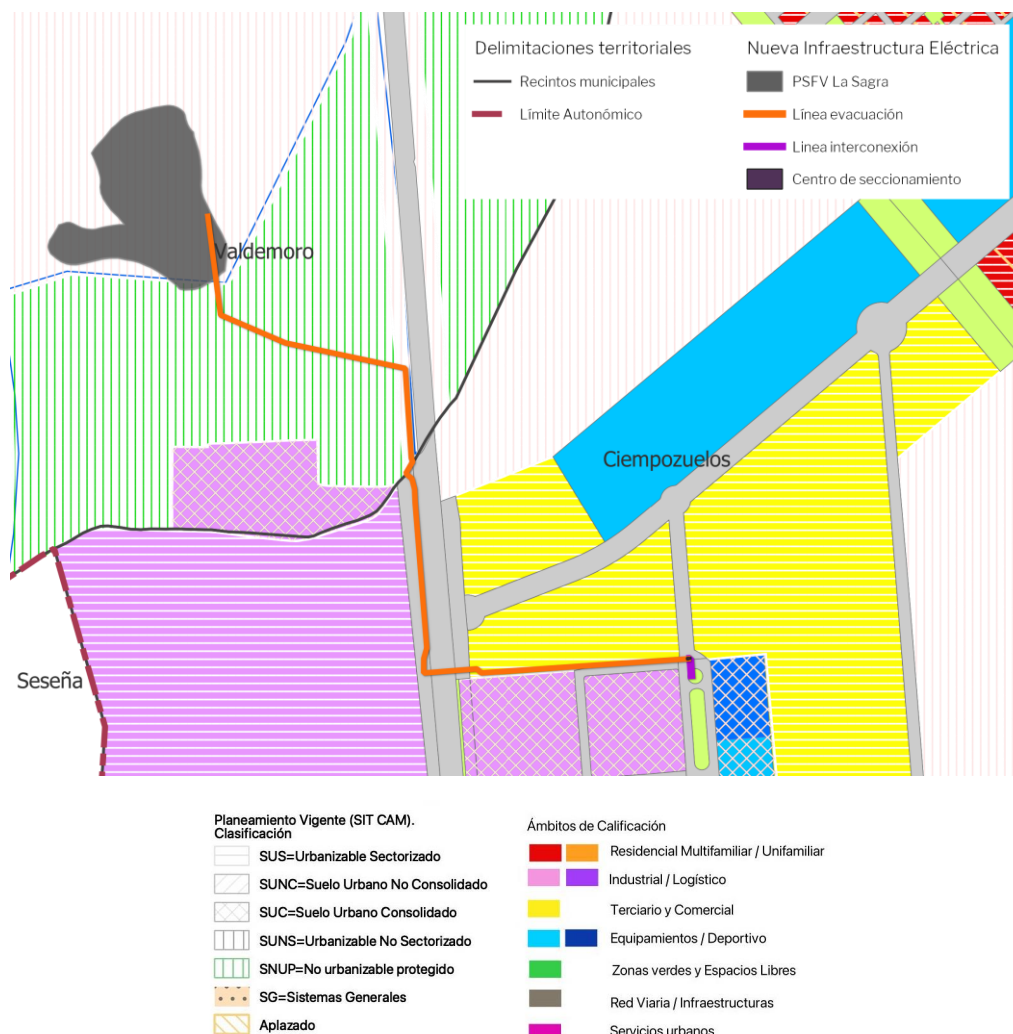 Delimitaciones territoriales
Recintos municipales
Límite Autonómico
Nueva Infraestructura Eléctrica
PSFV La Sagra
Línea evacuación
Linea interconexión
Centro de seccionamiento
Valdemoro
Ciempozuelos
Seseña
Planeamiento Vigente (SIT CAM).
Clasificación
SUS=Urbanizable Sectorizado
SUNC=Suelo Urbano No Consolidado
SUC=Suelo Urbano Consolidado
SUNS=Urbanizable No Sectorizado
SNUP=No urbanizable protegido
SG=Sistemas Generales
Aplazado
Ámbitos de Calificación
Residencial Multifamiliar / Unifamiliar
Industrial / Logístico
Terciario y Comercial
Equipamientos / Deportivo
Zonas verdes y Espacios Libres
Red Viaria / Infraestructuras
Servicios urbanos